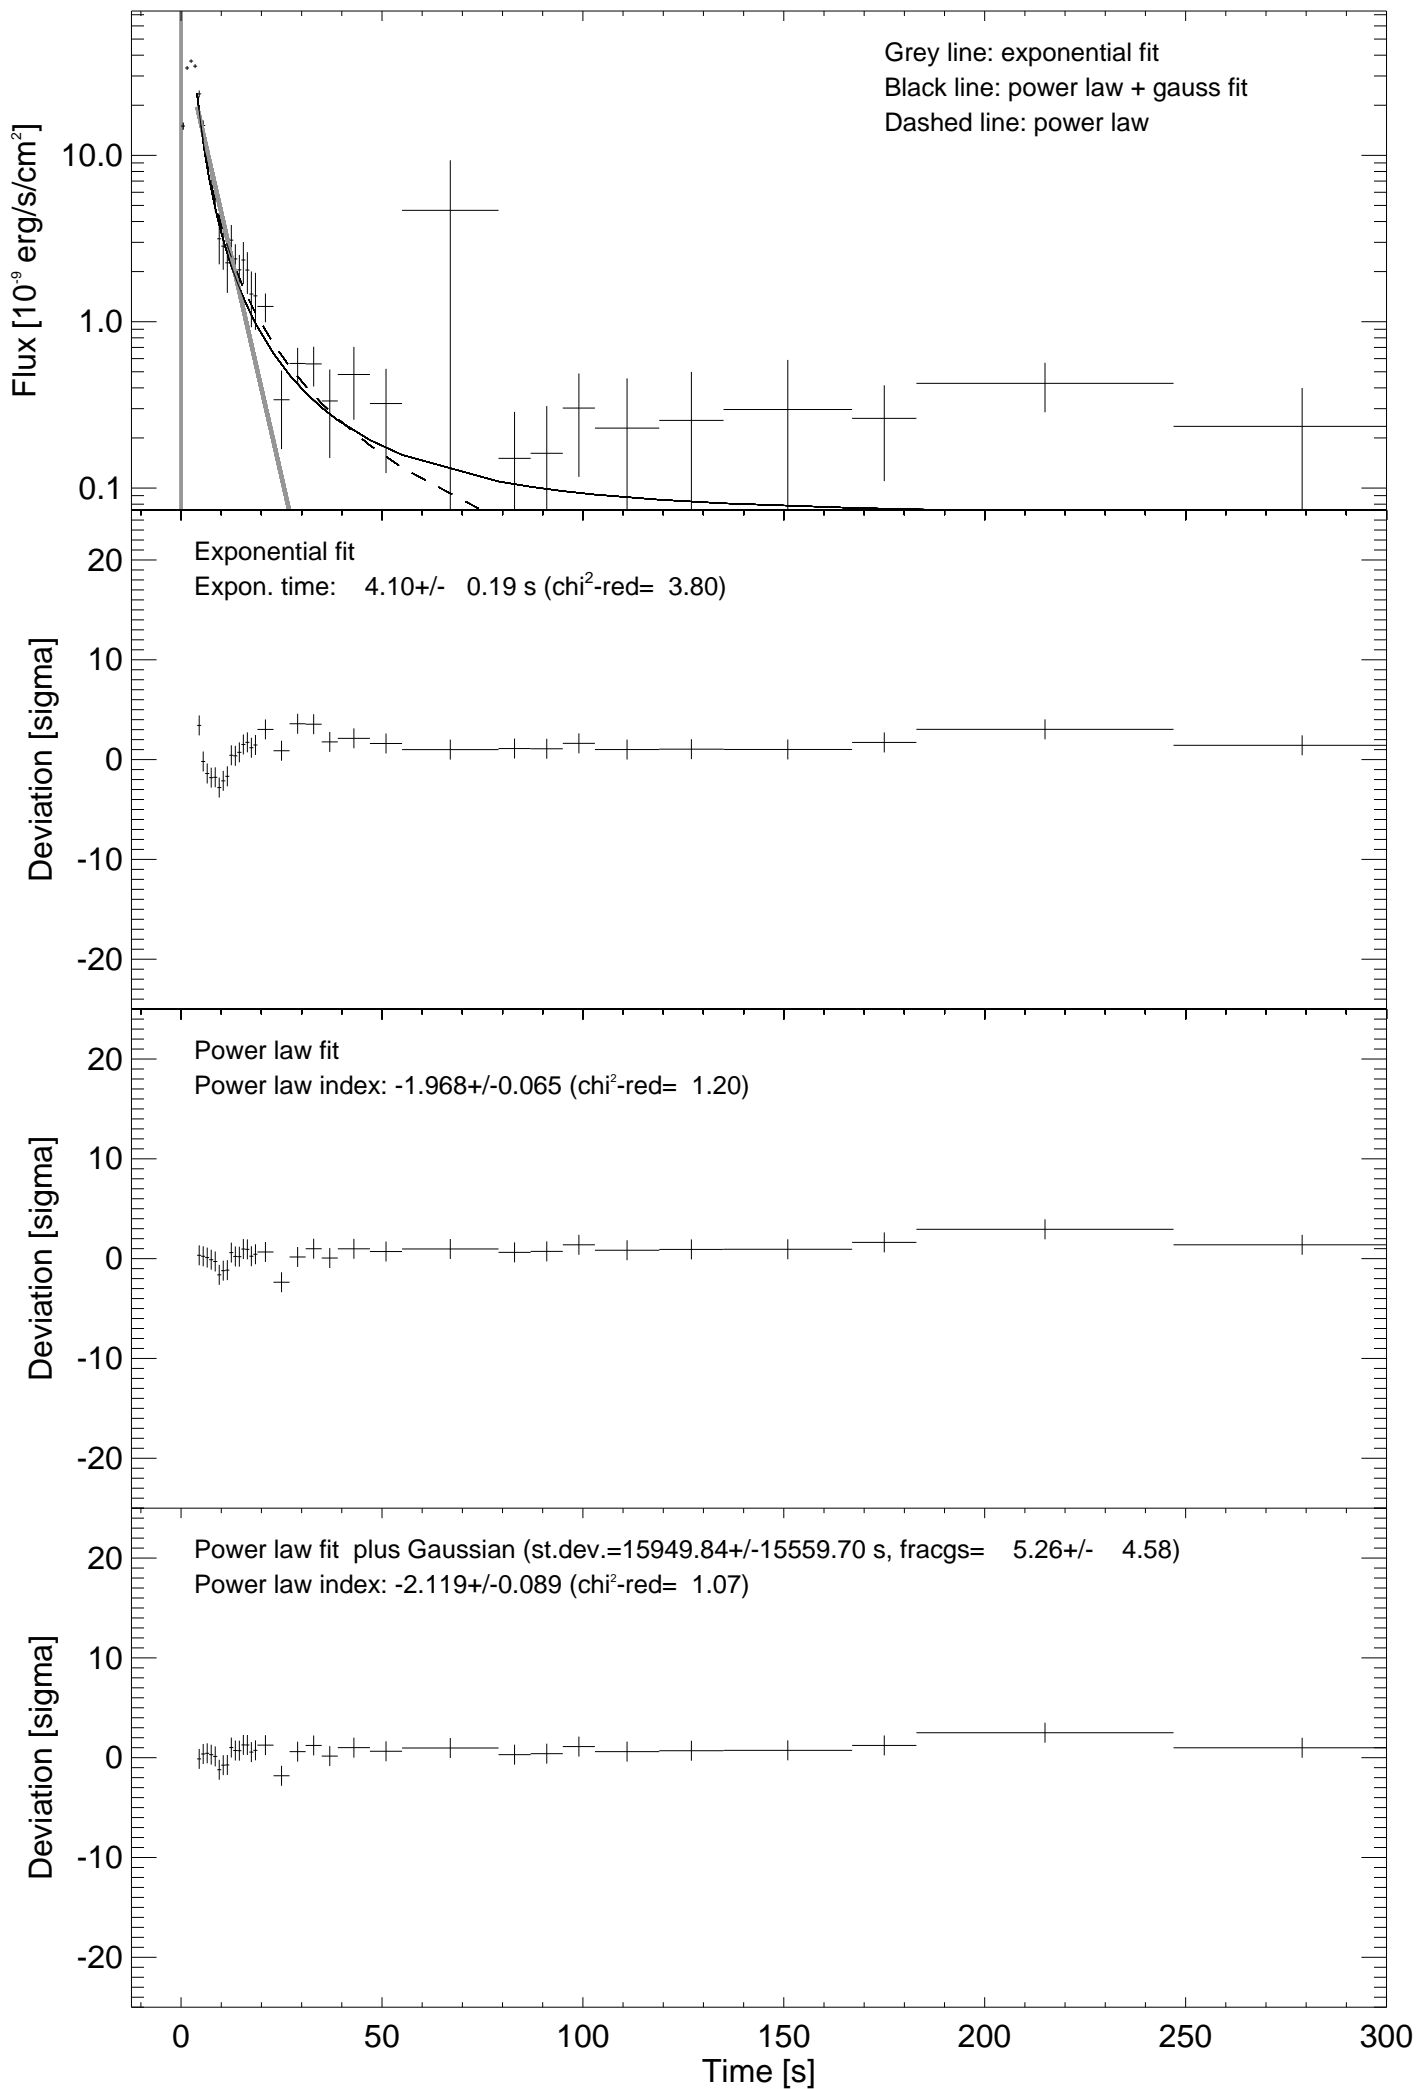 Grey line: exponential fit
Black line: power law + gauss fit
Dashed line: power law
Flux [10⁻⁹ erg/s/cm²]
10.0
1.0
0.1
Exponential fit
Expon. time: 4.10+/- 0.19 s (chi²-red= 3.80)
Deviation [sigma]
20
10
0
-10
-20
Power law fit
Power law index: -1.968+/-0.065 (chi²-red= 1.20)
Deviation [sigma]
20
10
0
-10
-20
Power law fit plus Gaussian (st.dev.=15949.84+/-15559.70 s, fracgs= 5.26+/- 4.58)
Power law index: -2.119+/-0.089 (chi²-red= 1.07)
Deviation [sigma]
20
10
0
-10
-20
0 50 100 150 200 250 300
Time [s]